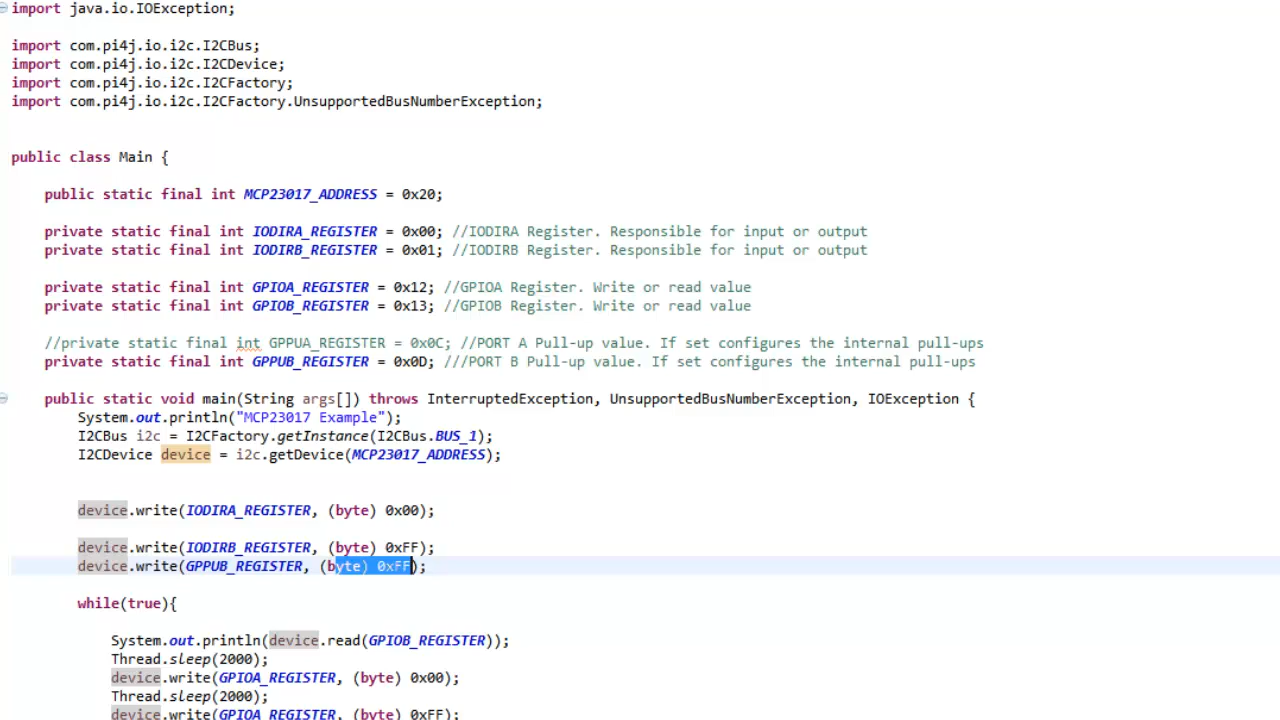 import java.io.IOException;
import com.pi4j.io.i2c.I2CBus;
import com.pi4j.io.i2c.I2CDevice;
import com.pi4j.io.i2c.I2CFactory;
import com.pi4j.io.i2c.I2CFactory.UnsupportedBusNumberException;
public class Main {
public static final int MCP23017_ADDRESS = 0x20;
private static final int IODIRA_REGISTER = 0x00; //IODIRA Register. Responsible for input or output
private static final int IODIRB_REGISTER = 0x01; //IODIRB Register. Responsible for input or output
private static final int GPIOA_REGISTER = 0x12; //GPIOA Register. Write or read value
private static final int GPIOB_REGISTER = 0x13; //GPIOB Register. Write or read value
//private static final int GPPUA_REGISTER = 0x0C; //PORT A Pull-up value. If set configures the internal pull-ups
private static final int GPPUB_REGISTER = 0x0D; ///PORT B Pull-up value. If set configures the internal pull-ups
public static void main(String args[]) throws InterruptedException, UnsupportedBusNumberException, IOException {
System.out.println("MCP23017 Example");
I2CBus i2c = I2CFactory.getInstance(I2CBus.BUS_1);
I2CDevice device = i2c.getDevice(MCP23017_ADDRESS);
device.write(IODIRA_REGISTER, (byte) 0x00);
device.write(IODIRB_REGISTER, (byte) 0xFF);
device.write(GPPUB_REGISTER, (byte) 0xFF);
while(true){
System.out.println(device.read(GPIOB_REGISTER));
Thread.sleep(2000);
device.write(GPIOA_REGISTER, (byte) 0x00);
Thread.sleep(2000);
device.write(GPIOA_REGISTER, (byte) 0xFF);